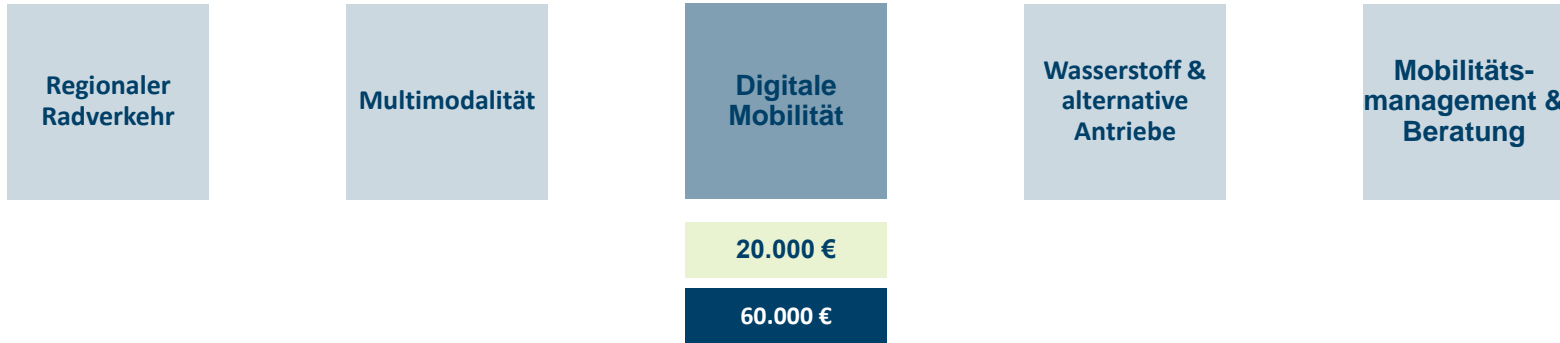 Regionaler
Radverkehr
Multimodalität
Digitale
Mobilität
Wasserstoff &
alternative
Antriebe
Mobilitäts-
management &
Beratung
20.000 €
60.000 €